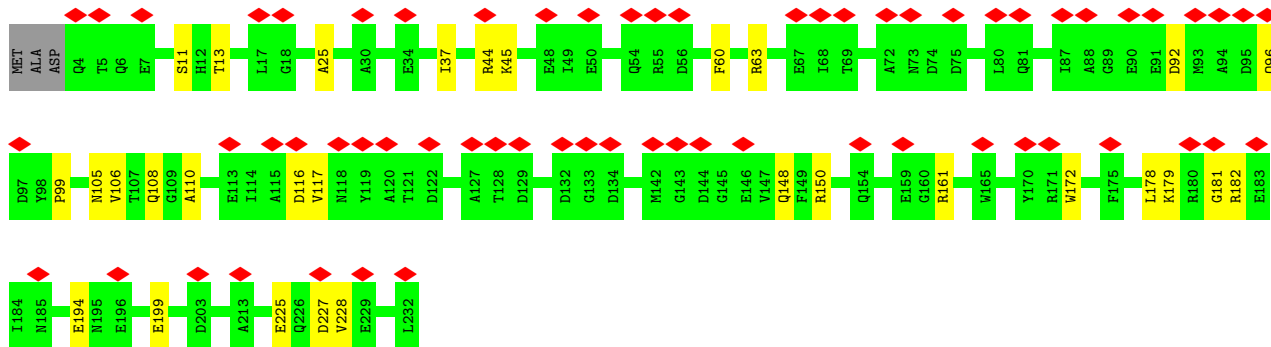 MET ALA ASP Q4 T5 Q6 E7 S11 H12 T13 L17 G18 A25 A30 E34 I37 R44 K45 E48 I49 E50 Q54 R55 D56 F60 R63 E67 I68 T69 A72 N73 D74 D75 L80 Q81 I87 A88 G89 E90 E91 D92 M93 A94 D95 Q96
D97 Y98 P99 N105 V106 T107 Q108 G109 A110 E113 I114 A115 D116 V117 N118 Y119 A120 T121 D122 A127 T128 D129 D132 G133 D134 M142 G143 D144 G145 E146 V147 Q148 F149 R150 Q154 E159 G160 R161 W165 Y170 R171 W172 F175 L178 K179 R180 G181 R182 E183
I184 N185 E194 N195 E196 E199 D203 A213 E225 Q226 D227 V228 E229 L232